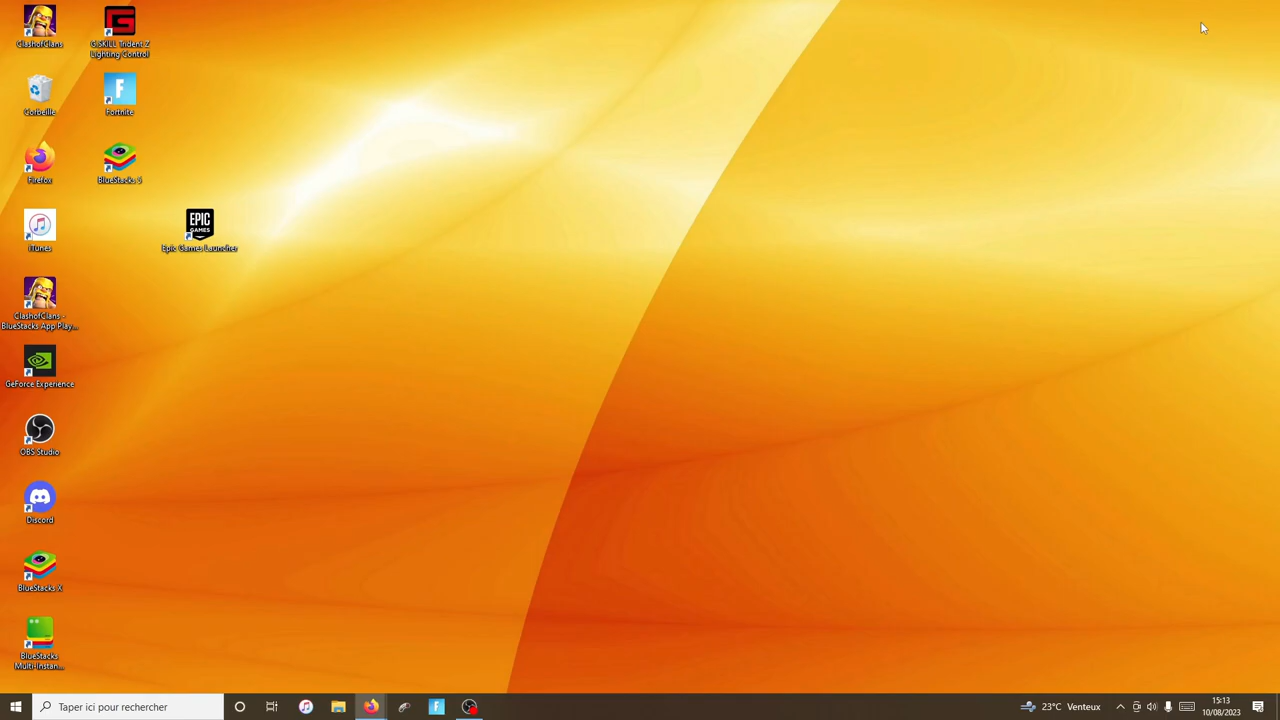 ClashofClans
G.SKILL Trident Z
Lighting Control
Corbeille
Fortnite
Firefox
BlueStacks 5
iTunes
EPIC
GAMES
Epic Games Launcher
ClashofClans -
BlueStacks App Play...
GeForce Experience
OBS Studio
Discord
BlueStacks X
BlueStacks
Multi-Instan...
Taper ici pour rechercher
23°C Venteux
15:13
10/08/2023